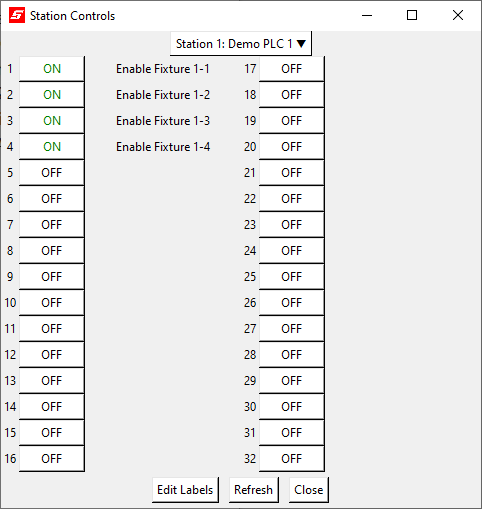 Station Controls
Station 1: Demo PLC 1 ▼
1 ON Enable Fixture 1-1 17 OFF
2 ON Enable Fixture 1-2 18 OFF
3 ON Enable Fixture 1-3 19 OFF
4 ON Enable Fixture 1-4 20 OFF
5 OFF 21 OFF
6 OFF 22 OFF
7 OFF 23 OFF
8 OFF 24 OFF
9 OFF 25 OFF
10 OFF 26 OFF
11 OFF 27 OFF
12 OFF 28 OFF
13 OFF 29 OFF
14 OFF 30 OFF
15 OFF 31 OFF
16 OFF 32 OFF
Edit Labels Refresh Close